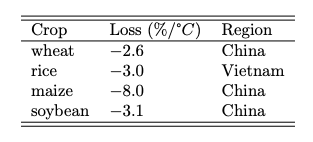 Crop Loss (%/°C) Region
wheat −2.6 China
rice −3.0 Vietnam
maize −8.0 China
soybean −3.1 China